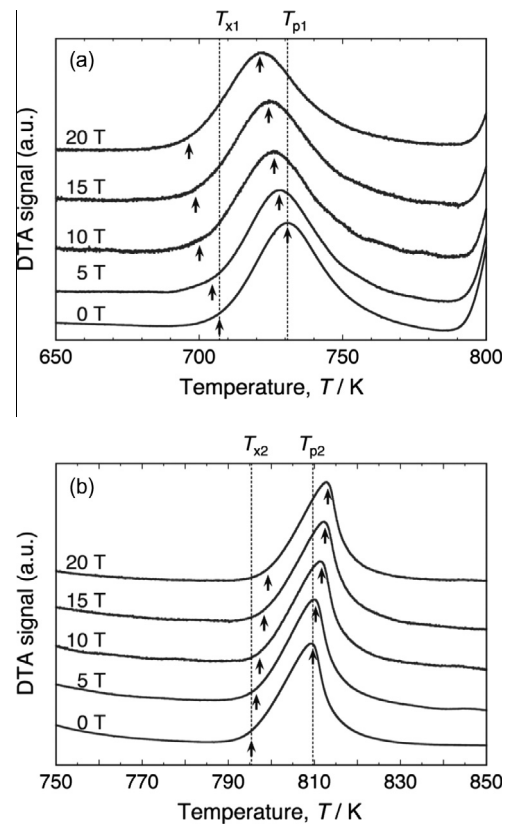 Tx1 Tp1
(a)
DTA signal (a.u.)
20 T
15 T
10 T
5 T
0 T
650 700 750 800
Temperature, T / K
Tx2 Tp2
(b)
DTA signal (a.u.)
20 T
15 T
10 T
5 T
0 T
750 770 790 810 830 850
Temperature, T / K